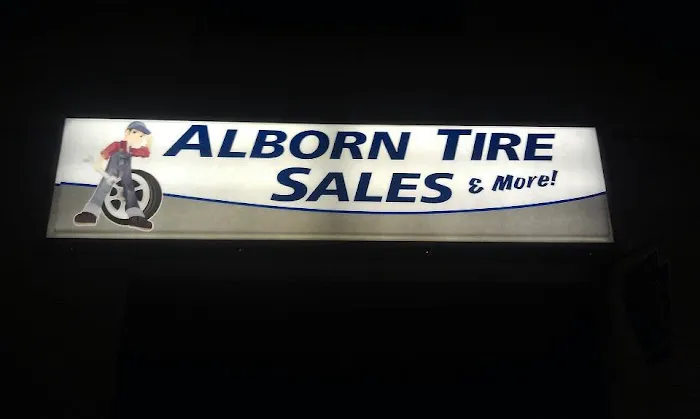 ALBORN TIRE
SALES & More!